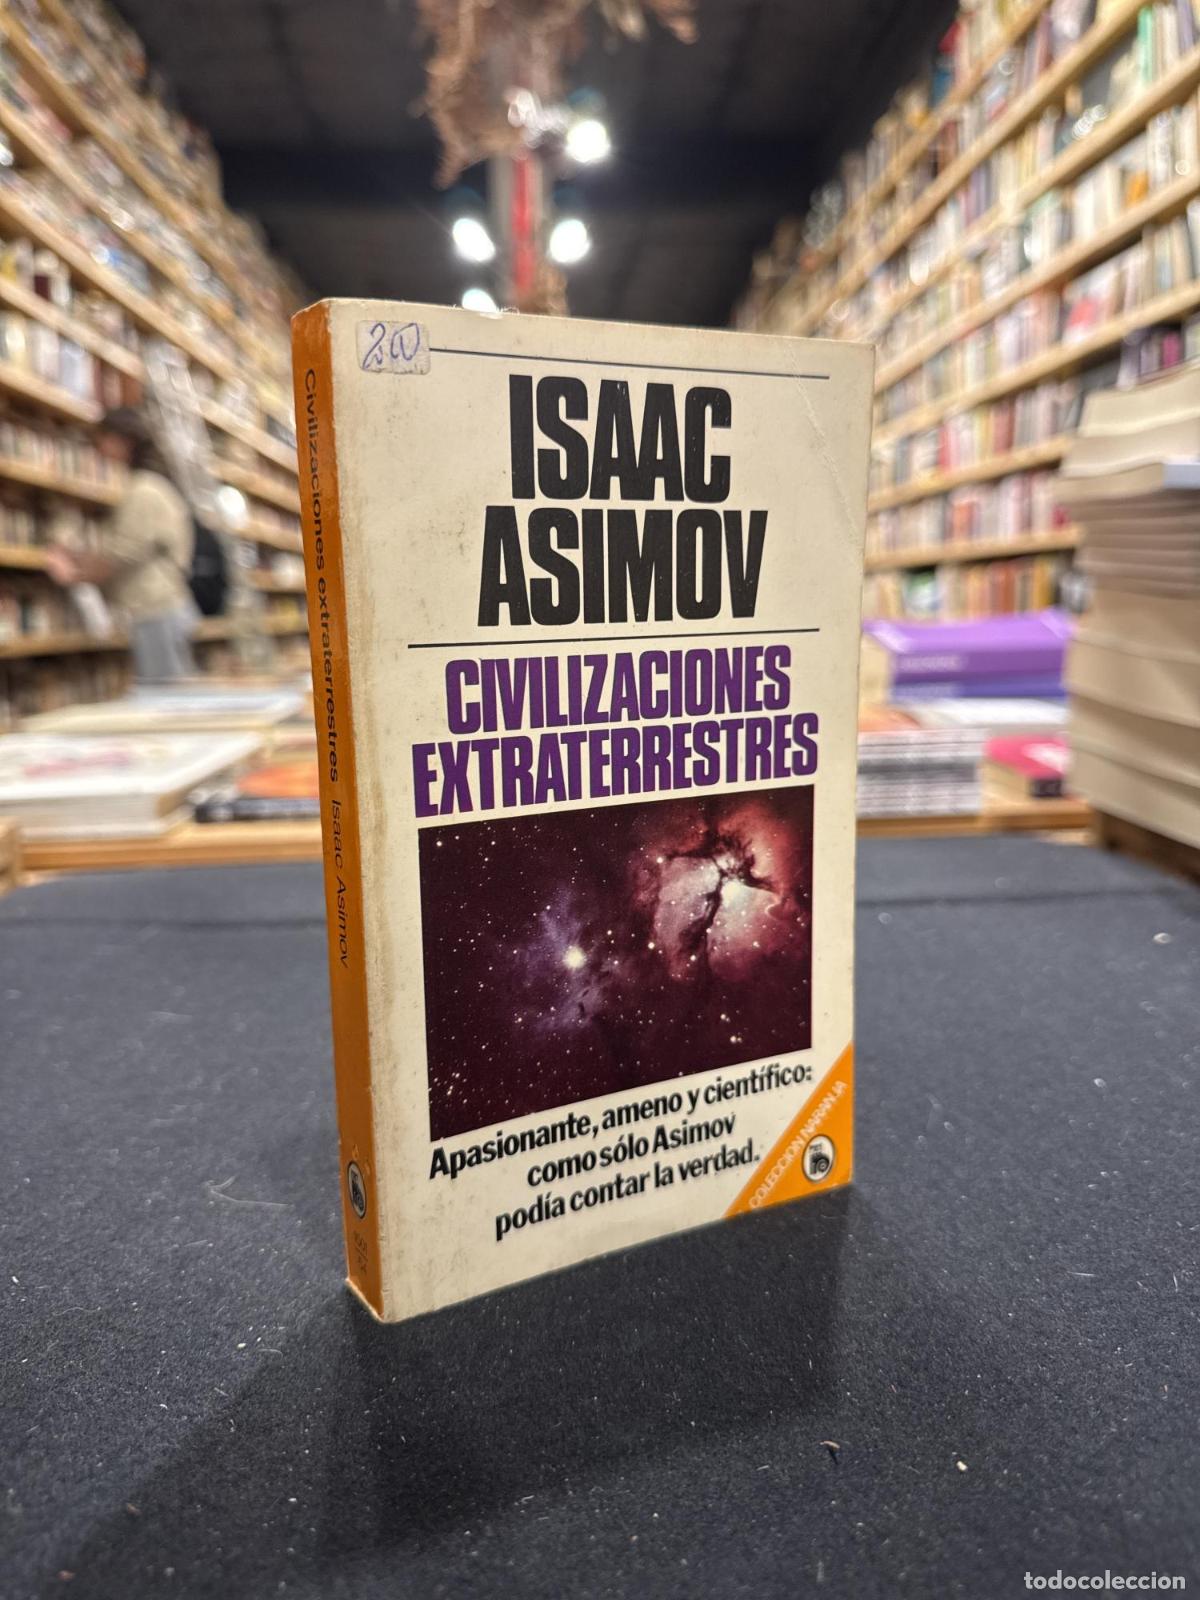 ISAAC
ASIMOV
CIVILIZACIONES
EXTRATERRESTRES
Apasionante, ameno y científico:
como sólo Asimov
podía contar la verdad.
COLECCION NARANJA
Civilizaciones extraterrestres Isaac Asimov
todocoleccion